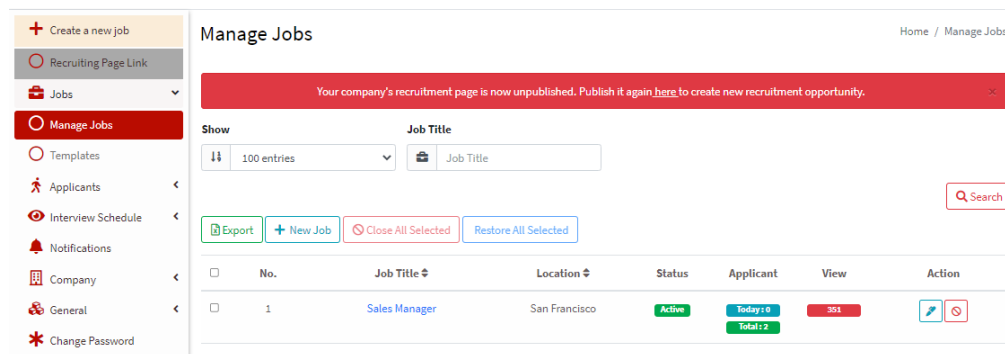 Create a new job
Recruiting Page Link
Jobs
Manage Jobs
Templates
Applicants
Interview Schedule
Notifications
Company
General
Change Password
Manage Jobs
Home / Manage Jobs
Your company's recruitment page is now unpublished. Publish it again here to create new recruitment opportunity. ×
Show Job Title
100 entries Job Title
Search
Export New Job Close All Selected Restore All Selected
No. Job Title Location Status Applicant View Action
1 Sales Manager San Francisco Active Today : 0 351
Total : 2